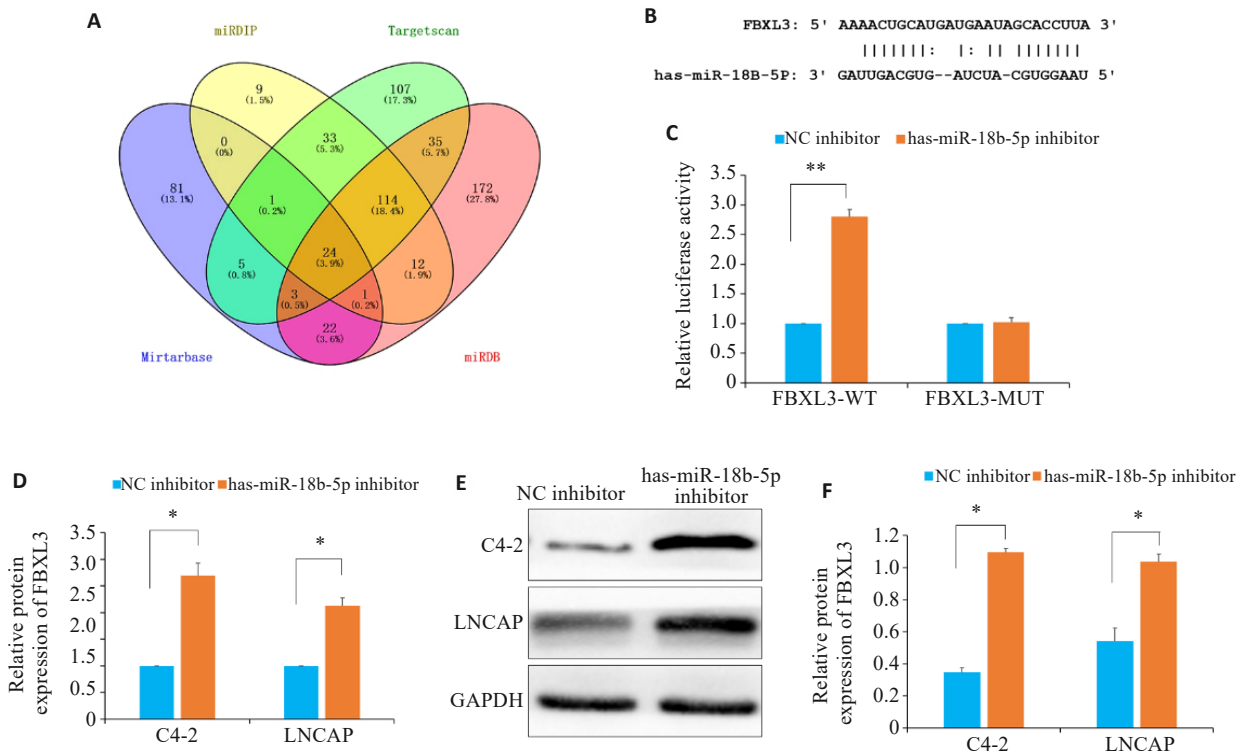 A
miRDIP
Targetscan
9
(1.5%)
107
(17.3%)
0
(0%)
33
(5.3%)
35
(5.7%)
81
(13.1%)
1
(0.2%)
114
(18.4%)
172
(27.8%)
24
(3.9%)
5
(0.8%)
12
(1.9%)
3
(0.5%)
1
(0.2%)
22
(3.6%)
Mirtarbase
miRDB
B
FBXL3: 5' AAAACUGCAUGAUGAAUAGCACCUUA 3'
|||||||: |: || |||||||
has-miR-18B-5P: 3' GAUUGACGUG--AUCUA-CGUGGAAU 5'
C
NC inhibitor has-miR-18b-5p inhibitor
Relative luciferase activity
3.5
3.0
2.5
2.0
1.5
1.0
0.5
0
**
FBXL3-WT FBXL3-MUT
D
NC inhibitor has-miR-18b-5p inhibitor
Relative protein
expression of FBXL3
3.5
3.0
2.5
1.5
0.5
0
*
*
C4-2 LNCAP
E
NC inhibitor
has-miR-18b-5p
inhibitor
C4-2
LNCAP
GAPDH
F
NC inhibitor has-miR-18b-5p inhibitor
Relative protein
expression of FBXL3
1.2
1.0
0.8
0.6
0.4
0.2
0
*
*
C4-2 LNCAP